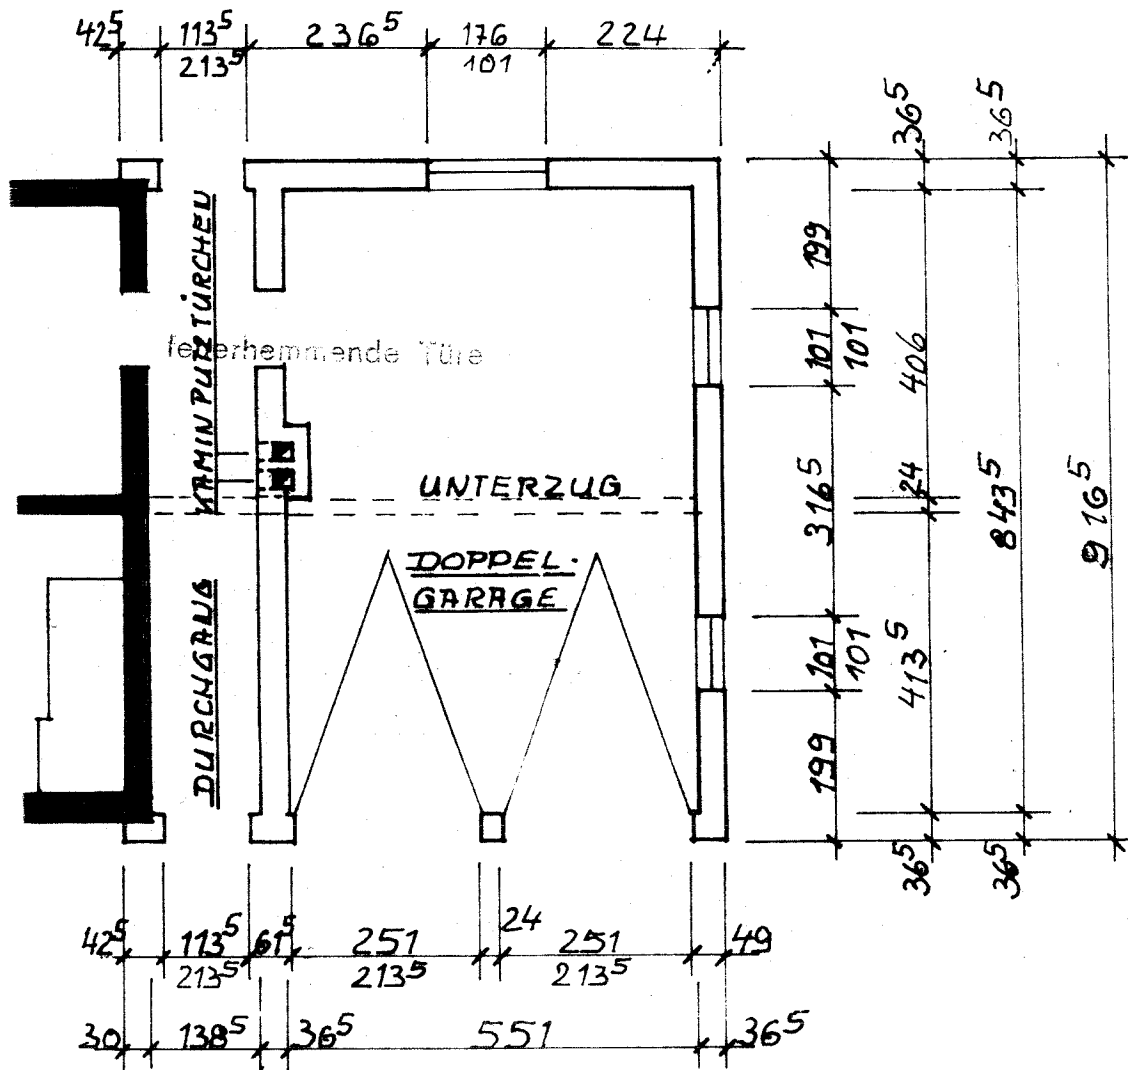 42⁵ 113⁵ 236⁵ 176 224
213⁵ 101
36⁵ 36⁵
KAMINPUTZTÜRCHEN
199
feuerhemmende Türe
101
101
406
UNTERZUG
316⁵
24
843⁵
916⁵
DOPPEL-
GARAGE
DURCHGANG
101
101
413⁵
199
36⁵ 36⁵
42⁵ 113⁵ 61⁵ 251 24 251 49
213⁵ 213⁵ 213⁵
30 138⁵ 36⁵ 551 36⁵